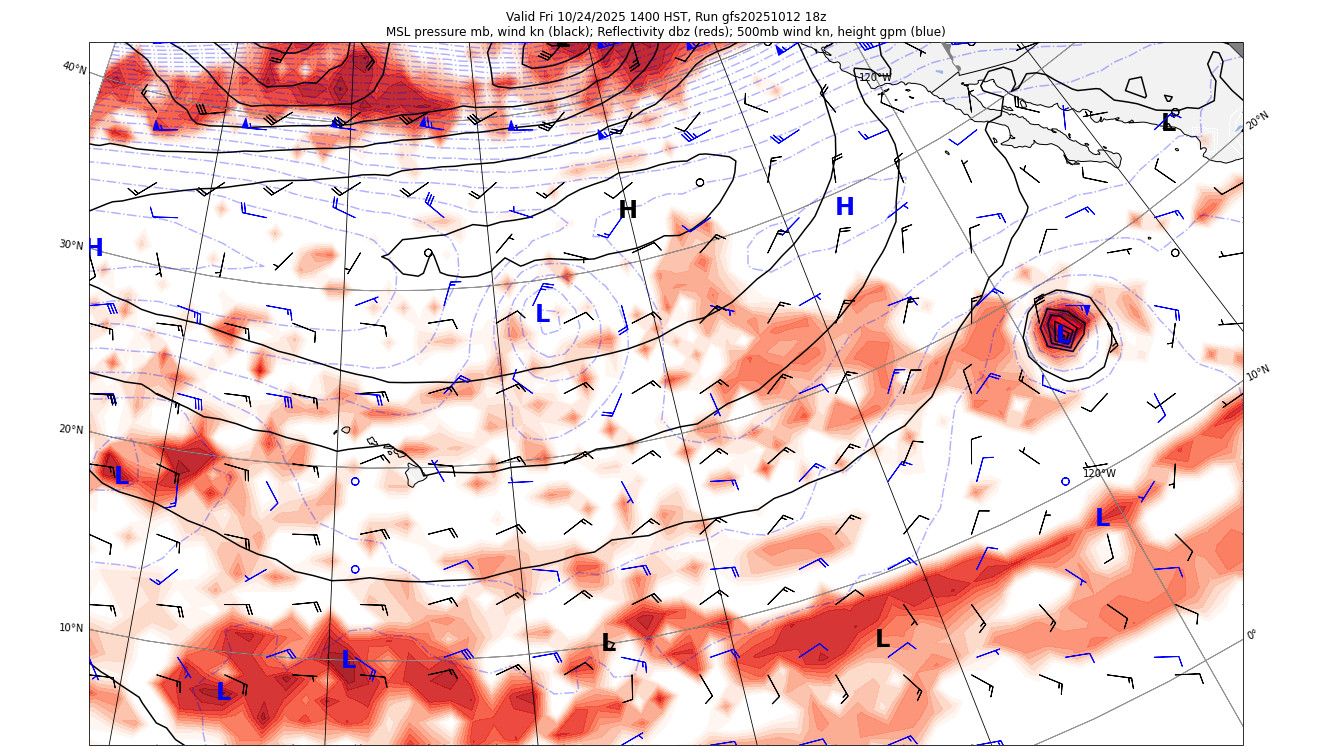 Valid Fri 10/24/2025 1400 HST, Run gfs20251012 18z
MSL pressure mb, wind kn (black); Reflectivity dbz (reds); 500mb wind kn, height gpm (blue)
40°N
120°W
L
20°N
H
H
30°N
H
L
L
10°N
20°N
L
120°W
L
10°N
L
L
0°
L
L